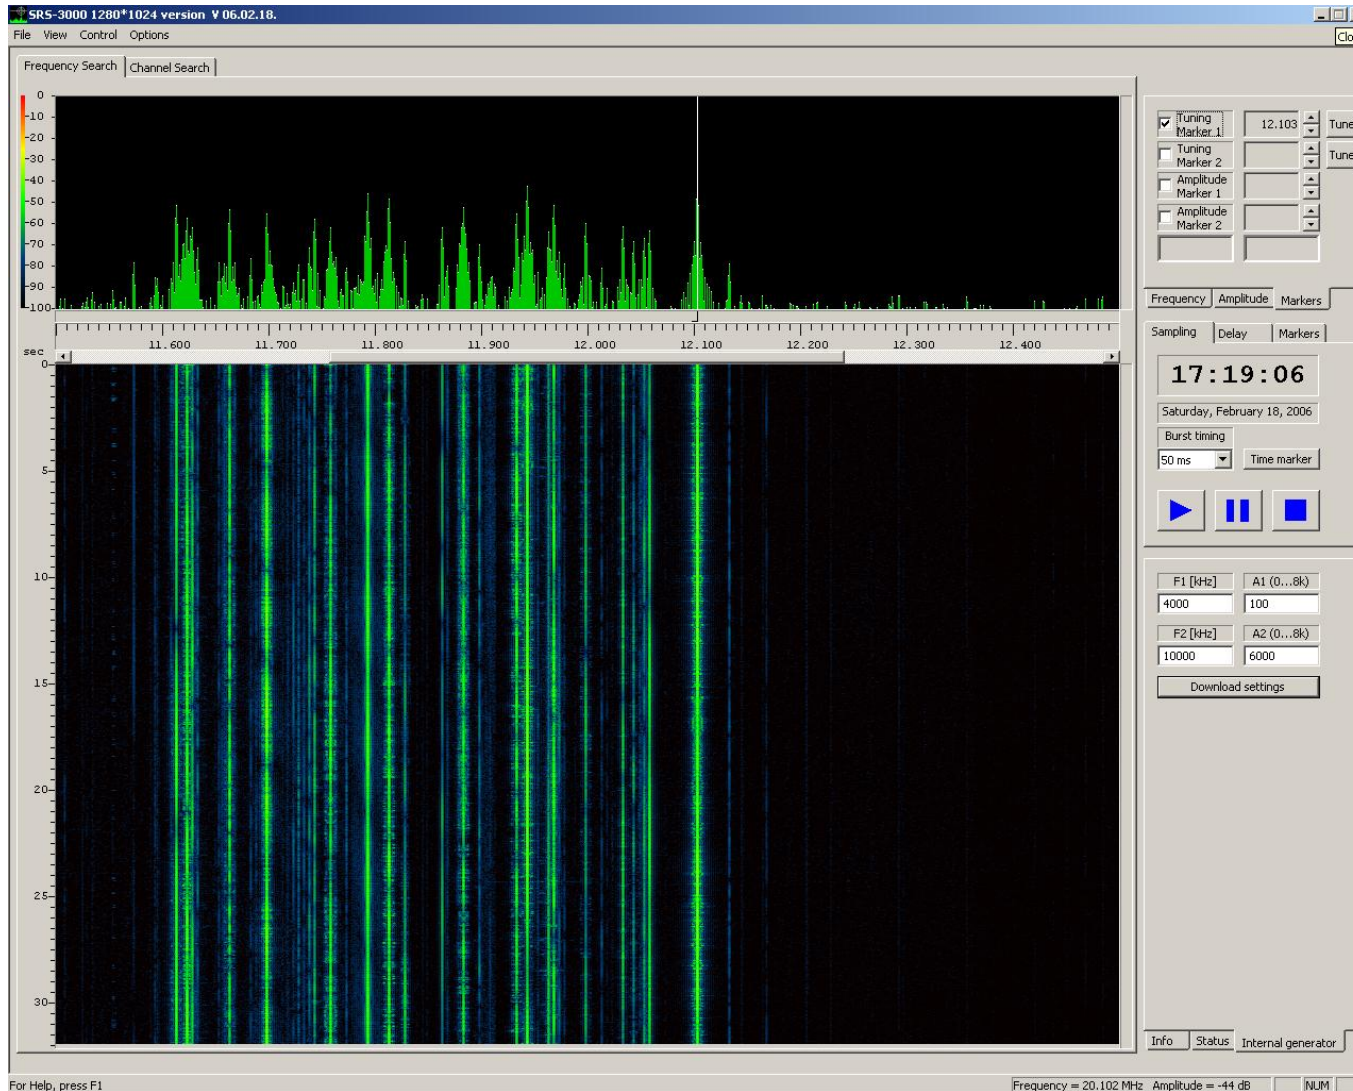 SRS-3000 1280*1024 version V 06.02.18.
File View Control Options
Clo
Frequency Search Channel Search
0
-10
-20
-30
-40
-50
-60
-70
-80
-90
-100
11.600 11.700 11.800 11.900 12.000 12.100 12.200 12.300 12.400
sec
0
5
10
15
20
25
30
Tuning Marker 1 12.103 Tune
Tuning Marker 2 Tune
Amplitude Marker 1
Amplitude Marker 2
Frequency Amplitude Markers
Sampling Delay Markers
17:19:06
Saturday, February 18, 2006
Burst timing
50 ms Time marker
F1 [kHz] A1 (0...8k)
4000 100
F2 [kHz] A2 (0...8k)
10000 6000
Download settings
Info Status Internal generator
For Help, press F1 Frequency = 20.102 MHz Amplitude = -44 dB NUM